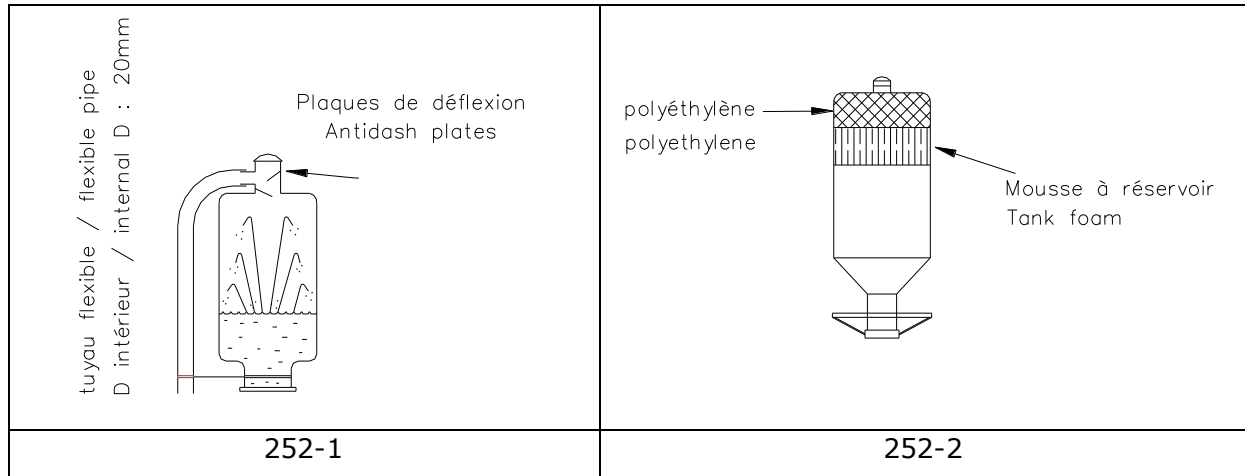 tuyau flexible / flexible pipe
D intérieur / internal D : 20mm
Plaques de déflexion
Antidash plates
252-1
polyéthylène
polyethylene
Mousse à réservoir
Tank foam
252-2